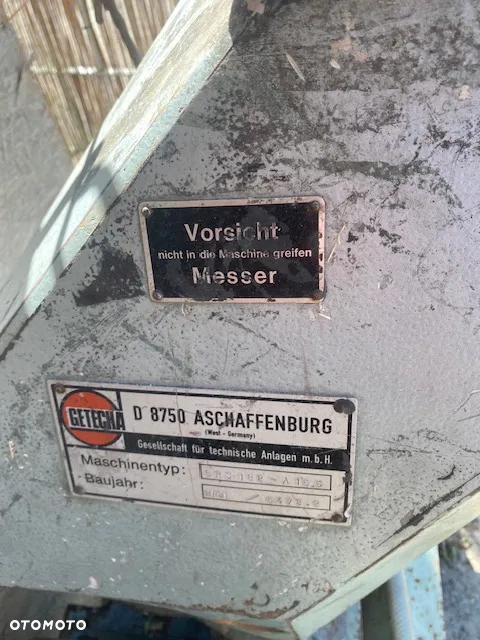 Vorsicht
nicht in die Maschine greifen
Messer
GETECHA
D 8750 ASCHAFFENBURG
(West - Germany)
Gesellschaft für technische Anlagen m.b.H.
Maschinentyp:
Baujahr:
OTOMOTO
OTOMOTO